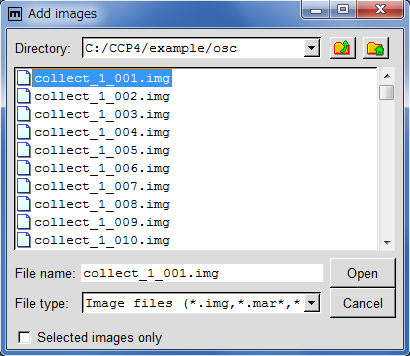 Add images
Directory: C:/CCP4/example/osc
collect_1_001.img
collect_1_002.img
collect_1_003.img
collect_1_004.img
collect_1_005.img
collect_1_006.img
collect_1_007.img
collect_1_008.img
collect_1_009.img
collect_1_010.img
File name: collect_1_001.img Open
File type: Image files (*.img,*.mar*,* Cancel
Selected images only